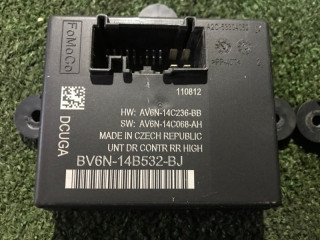 FoMoCo
110812
HW: AV6N-14C236-BB
SW: AV6N-14C068-AH
MADE IN CZECH REPUBLIC
UNT DR CONTR RR HIGH
BV6N-14B532-BJ
DCUGA